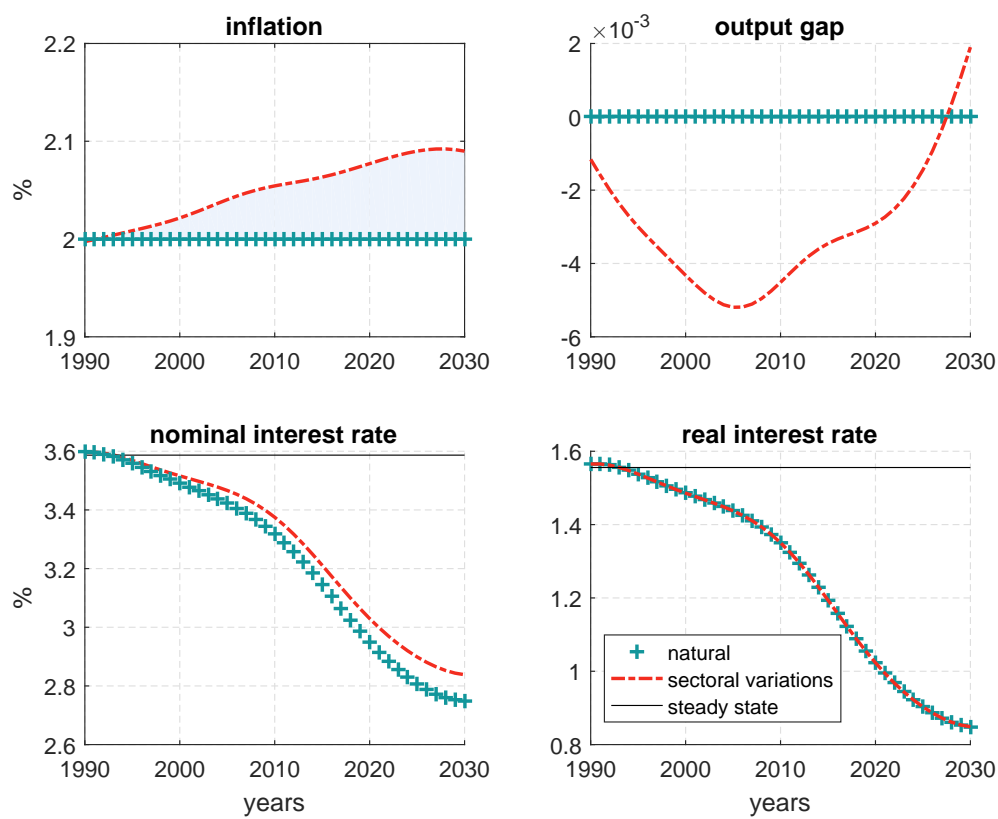 inflation
2.2
2.1
2
1.9
%
1990 2000 2010 2020 2030
output gap
×10⁻³
2
0
-2
-4
-6
1990 2000 2010 2020 2030
nominal interest rate
3.6
3.4
3.2
3
2.8
2.6
%
1990 2000 2010 2020 2030
years
real interest rate
1.6
1.4
1.2
1
0.8
natural
sectoral variations
steady state
1990 2000 2010 2020 2030
years